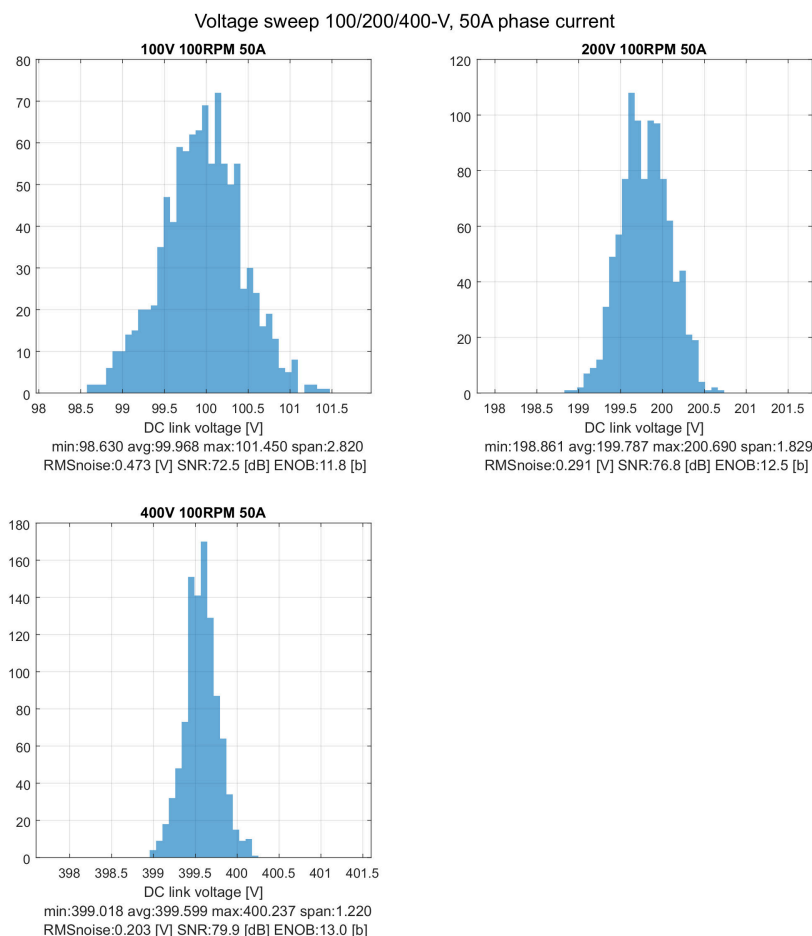 Voltage sweep 100/200/400-V, 50A phase current
100V 100RPM 50A
80
70
60
50
40
30
20
10
0
98 98.5 99 99.5 100 100.5 101 101.5
DC link voltage [V]
min:98.630 avg:99.968 max:101.450 span:2.820
RMSnoise:0.473 [V] SNR:72.5 [dB] ENOB:11.8 [b]
200V 100RPM 50A
120
100
80
60
40
20
0
198 198.5 199 199.5 200 200.5 201 201.5
DC link voltage [V]
min:198.861 avg:199.787 max:200.690 span:1.829
RMSnoise:0.291 [V] SNR:76.8 [dB] ENOB:12.5 [b]
400V 100RPM 50A
180
160
140
120
100
80
60
40
20
0
398 398.5 399 399.5 400 400.5 401 401.5
DC link voltage [V]
min:399.018 avg:399.599 max:400.237 span:1.220
RMSnoise:0.203 [V] SNR:79.9 [dB] ENOB:13.0 [b]